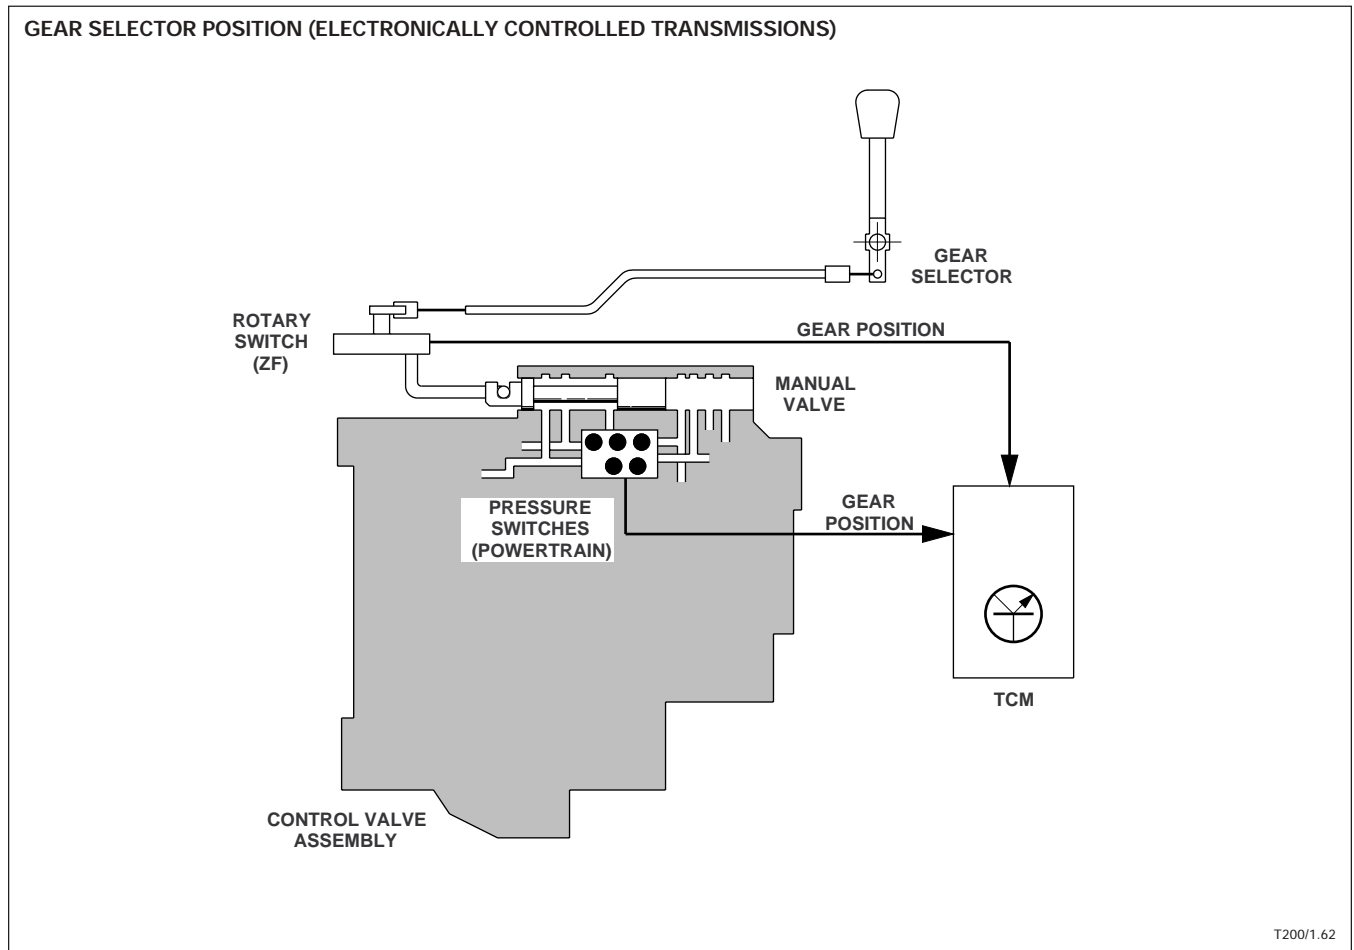 GEAR SELECTOR POSITION (ELECTRONICALLY CONTROLLED TRANSMISSIONS)
GEAR
SELECTOR
ROTARY
SWITCH
(ZF)
GEAR POSITION
MANUAL
VALVE
PRESSURE
SWITCHES
(POWERTRAIN)
GEAR
POSITION
TCM
CONTROL VALVE
ASSEMBLY
T200/1.62